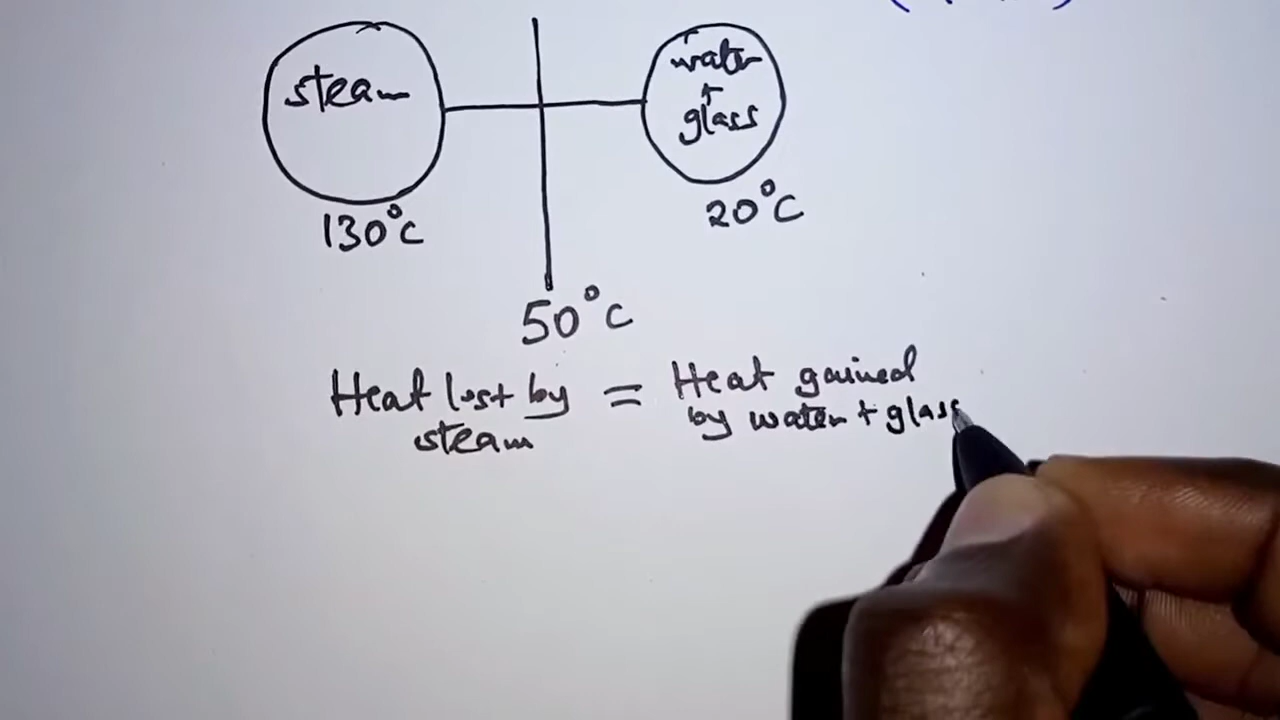 steam
water
+
glass
130°C
20°C
50°C
Heat lost by = Heat gained
steam by water + glass